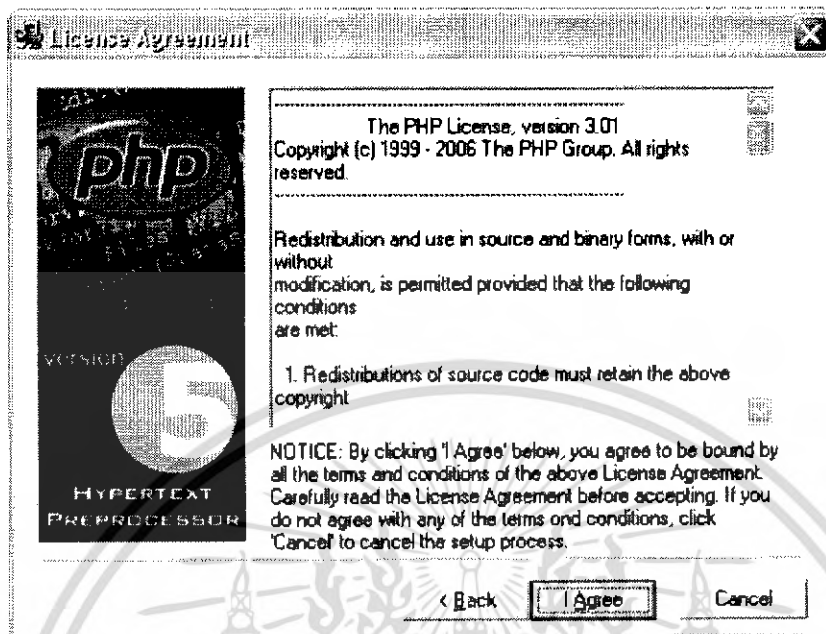 License Agreement
php
version
5
HYPERTEXT
PREPROCESSOR
The PHP License, version 3.01
Copyright (c) 1999 - 2006 The PHP Group. All rights
reserved.
Redistribution and use in source and binary forms, with or
without
modification, is permitted provided that the following
conditions
are met:
1. Redistributions of source code must retain the above
copyright
NOTICE: By clicking 'I Agree' below, you agree to be bound by
all the terms and conditions of the above License Agreement.
Carefully read the License Agreement before accepting. If you
do not agree with any of the terms and conditions, click
'Cancel' to cancel the setup process.
< Back
I Agree
Cancel